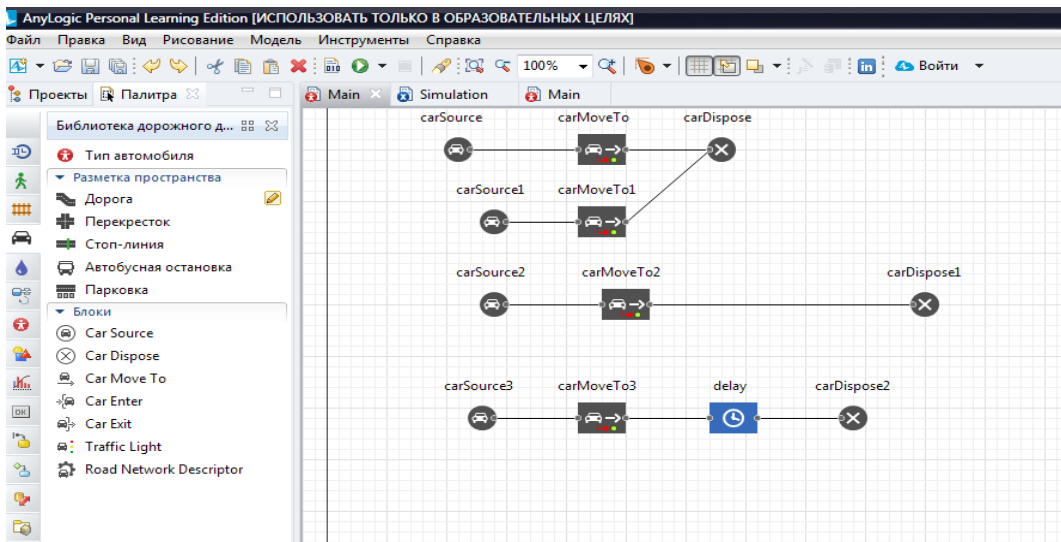 AnyLogic Personal Learning Edition [ИСПОЛЬЗОВАТЬ ТОЛЬКО В ОБРАЗОВАТЕЛЬНЫХ ЦЕЛЯХ]
Файл Правка Вид Рисование Модель Инструменты Справка
100% Войти
Проекты Палитра Main Simulation Main
Библиотека дорожного д...
Тип автомобиля
Разметка пространства
Дорога
Перекресток
Стоп-линия
Автобусная остановка
Парковка
Блоки
Car Source
Car Dispose
Car Move To
Car Enter
Car Exit
Traffic Light
Road Network Descriptor
OK
carSource carMoveTo carDispose
carSource1 carMoveTo1
carSource2 carMoveTo2 carDispose1
carSource3 carMoveTo3 delay carDispose2